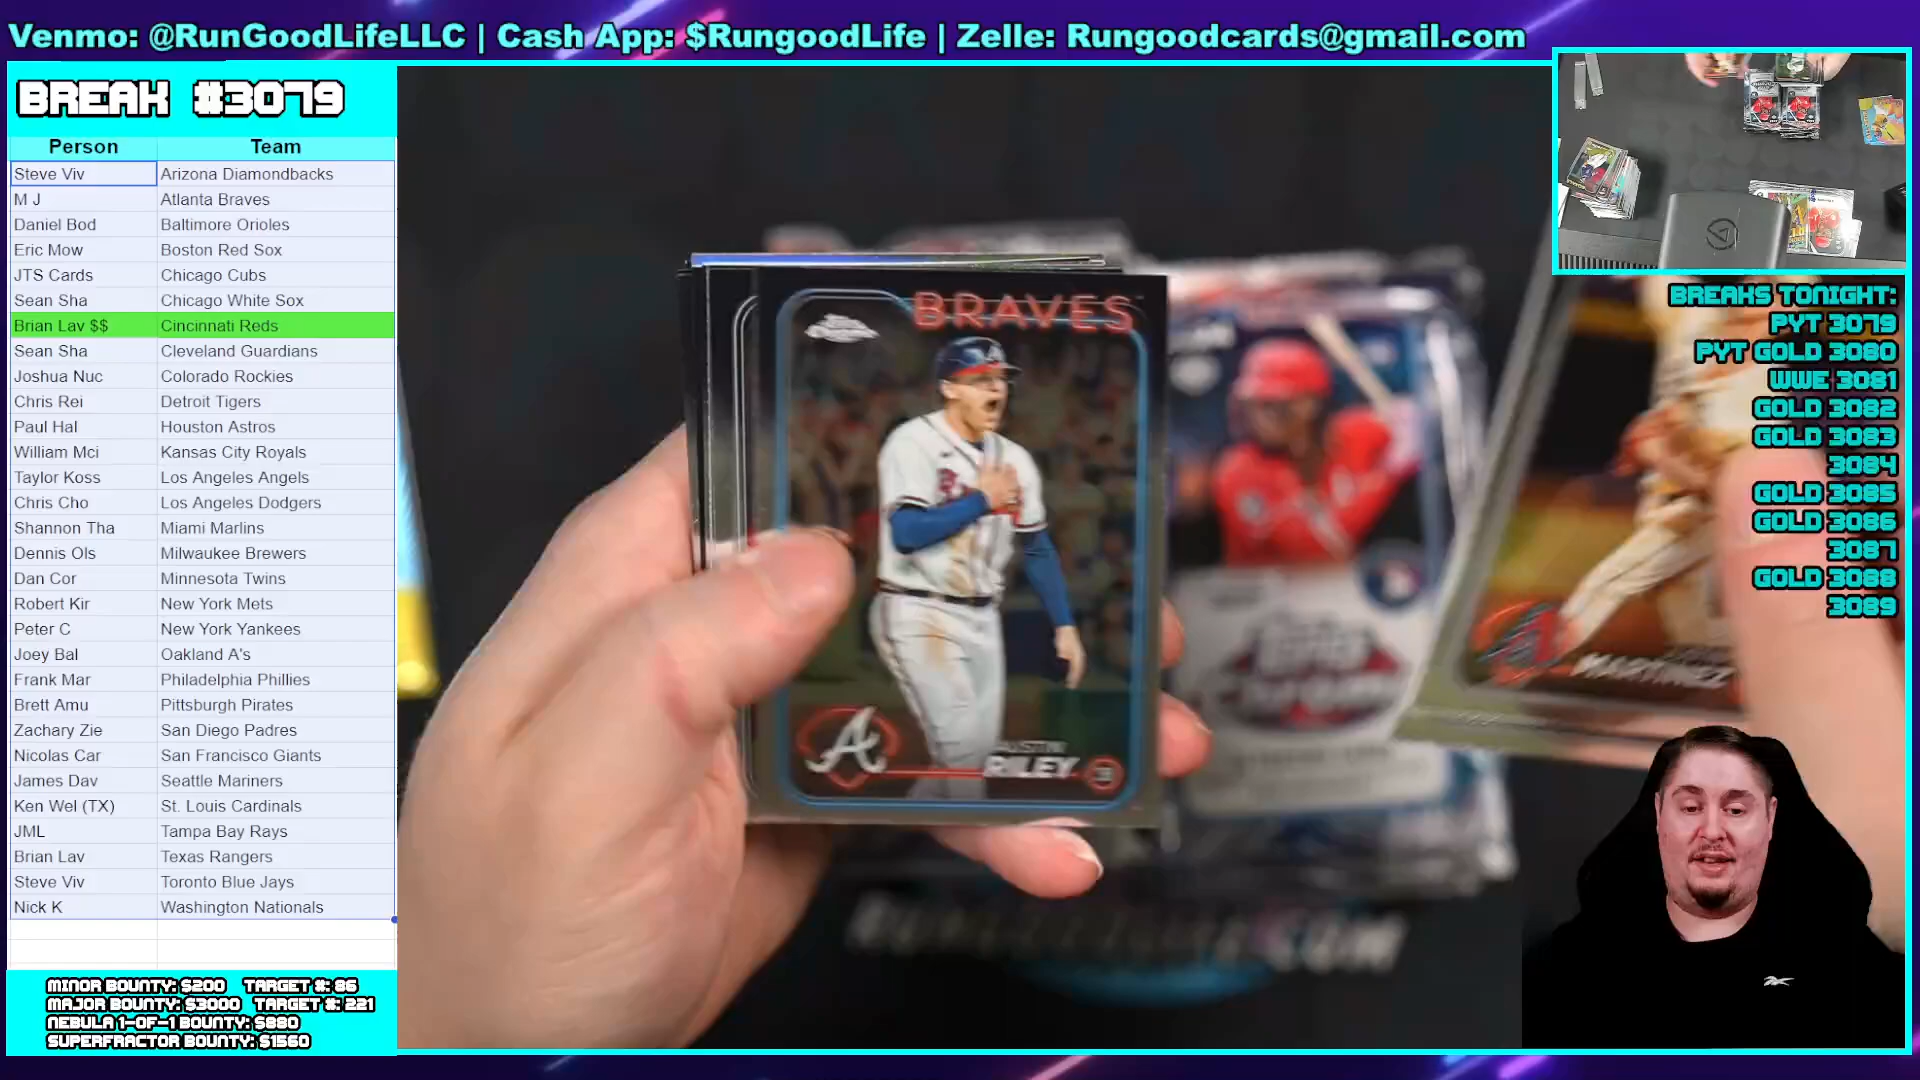 Venmo: @RunGoodLifeLLC | Cash App: $RungoodLife | Zelle: Rungoodcards@gmail.com
BREAK #3079
Person Team
Steve Viv Arizona Diamondbacks
M J Atlanta Braves
Daniel Bod Baltimore Orioles
Eric Mow Boston Red Sox
JTS Cards Chicago Cubs
Sean Sha Chicago White Sox
Brian Lav $$ Cincinnati Reds
Sean Sha Cleveland Guardians
Joshua Nuc Colorado Rockies
Chris Rei Detroit Tigers
Paul Hal Houston Astros
William Mci Kansas City Royals
Taylor Koss Los Angeles Angels
Chris Cho Los Angeles Dodgers
Shannon Tha Miami Marlins
Dennis Ols Milwaukee Brewers
Dan Cor Minnesota Twins
Robert Kir New York Mets
Peter C New York Yankees
Joey Bal Oakland A's
Frank Mar Philadelphia Phillies
Brett Amu Pittsburgh Pirates
Zachary Zie San Diego Padres
Nicolas Car San Francisco Giants
James Dav Seattle Mariners
Ken Wel (TX) St. Louis Cardinals
JML Tampa Bay Rays
Brian Lav Texas Rangers
Steve Viv Toronto Blue Jays
Nick K Washington Nationals
MINOR BOUNTY: $200 TARGET #: 86
MAJOR BOUNTY: $3000 TARGET #: 221
NEBULA 1-OF-1 BOUNTY: $880
SUPERFRACTOR BOUNTY: $1560
BRAVES
AUSTIN
RILEY
MARTINEZ
BREAKS TONIGHT:
PYT 3079
PYT GOLD 3080
WWE 3081
GOLD 3082
GOLD 3083
3084
GOLD 3085
GOLD 3086
3087
GOLD 3088
3089